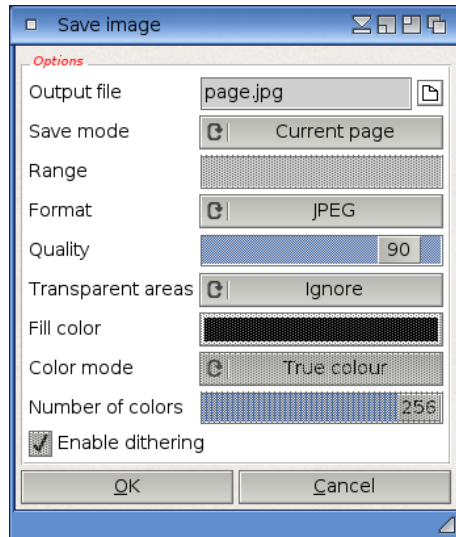 Save image
Options
Output file page.jpg
Save mode Current page
Range
Format JPEG
Quality 90
Transparent areas Ignore
Fill color
Color mode True colour
Number of colors 256
Enable dithering
OK Cancel